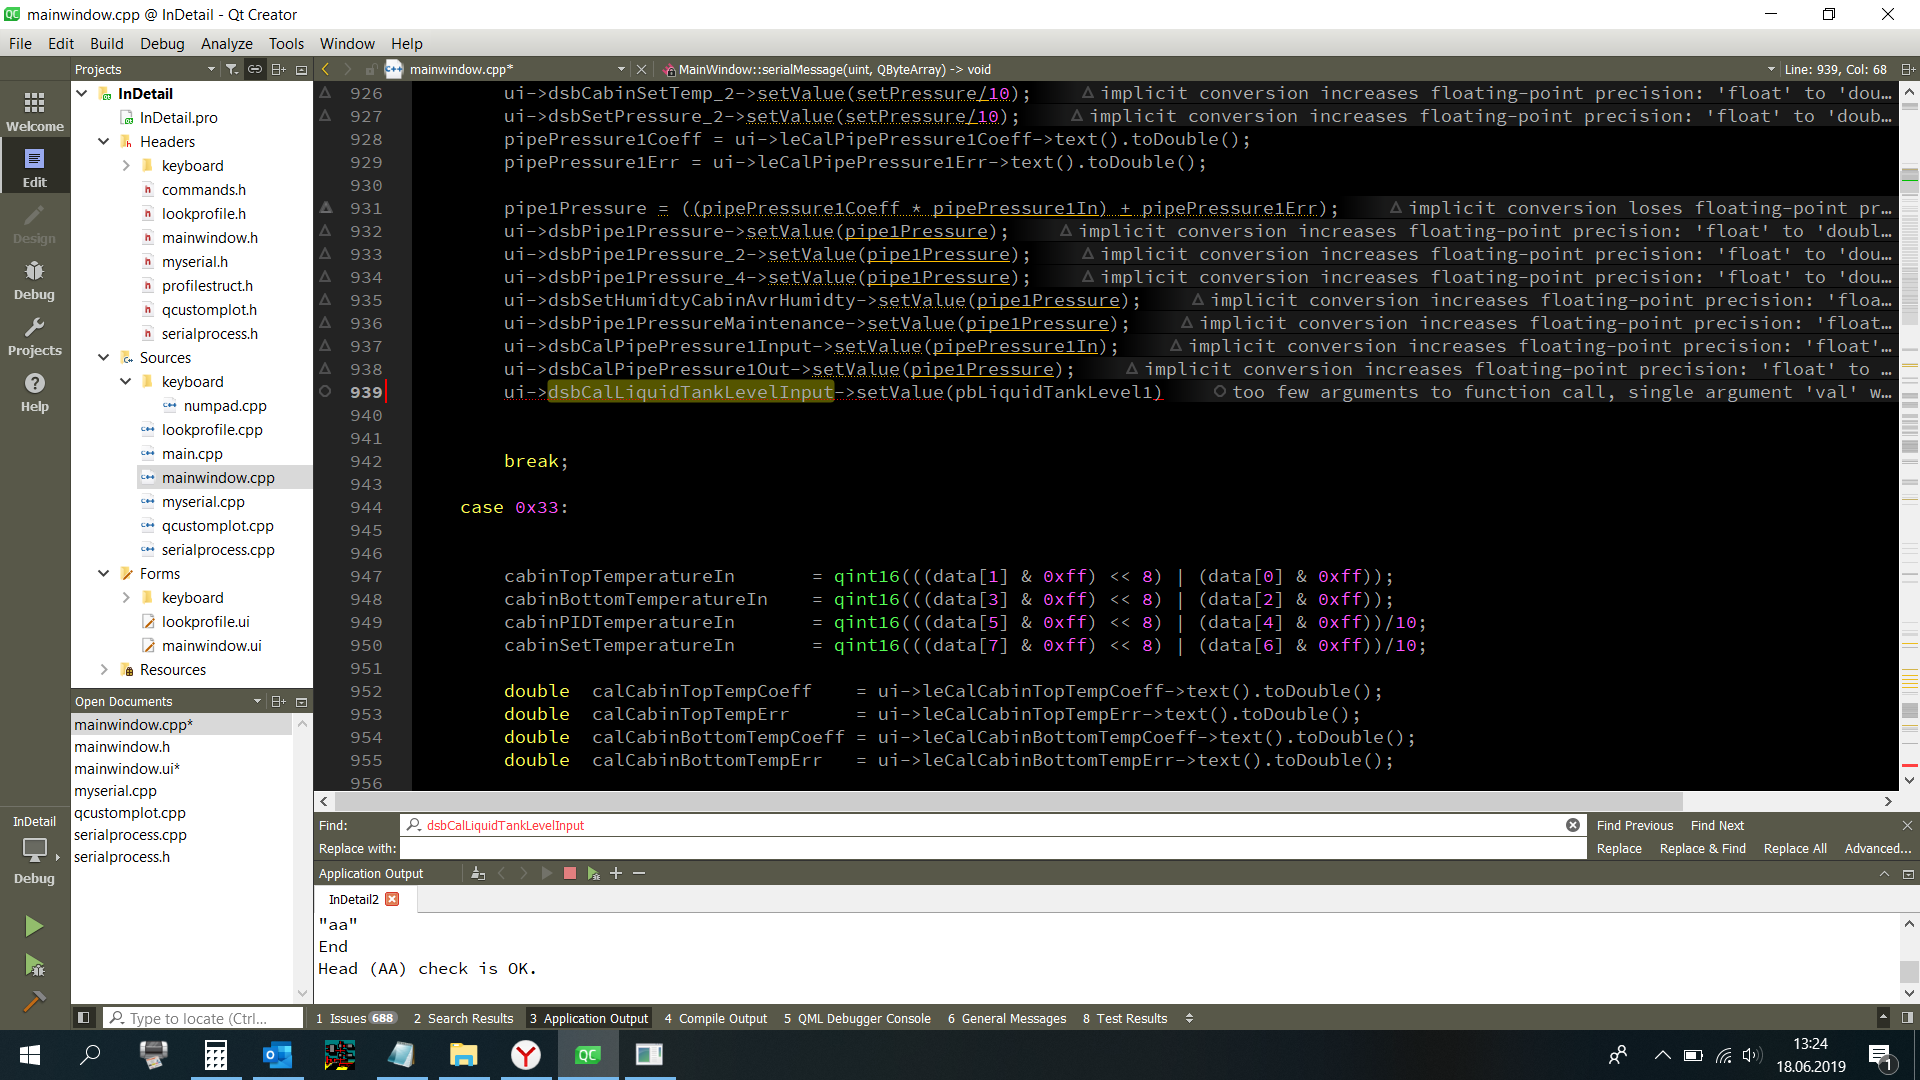 mainwindow.cpp @ InDetail - Qt Creator
File Edit Build Debug Analyze Tools Window Help
Projects
mainwindow.cpp* MainWindow::serialMessage(uint, QByteArray) -> void Line: 939, Col: 68
Welcome
Edit
Design
Debug
Projects
Help
InDetail
Debug
InDetail
InDetail.pro
Headers
keyboard
commands.h
lookprofile.h
mainwindow.h
myserial.h
profilestruct.h
qcustomplot.h
serialprocess.h
Sources
keyboard
numpad.cpp
lookprofile.cpp
main.cpp
mainwindow.cpp
myserial.cpp
qcustomplot.cpp
serialprocess.cpp
Forms
keyboard
lookprofile.ui
mainwindow.ui
Resources
Open Documents
mainwindow.cpp*
mainwindow.h
mainwindow.ui*
myserial.cpp
qcustomplot.cpp
serialprocess.cpp
serialprocess.h
926 ui->dsbCabinSetTemp_2->setValue(setPressure/10); implicit conversion increases floating-point precision: 'float' to 'dou...
927 ui->dsbSetPressure_2->setValue(setPressure/10); implicit conversion increases floating-point precision: 'float' to 'doub...
928 pipePressure1Coeff = ui->leCalPipePressure1Coeff->text().toDouble();
929 pipePressure1Err = ui->leCalPipePressure1Err->text().toDouble();
930
931 pipe1Pressure = ((pipePressure1Coeff * pipePressure1In) + pipePressure1Err); implicit conversion loses floating-point pr...
932 ui->dsbPipe1Pressure->setValue(pipe1Pressure); implicit conversion increases floating-point precision: 'float' to 'doubl...
933 ui->dsbPipe1Pressure_2->setValue(pipe1Pressure); implicit conversion increases floating-point precision: 'float' to 'dou...
934 ui->dsbPipe1Pressure_4->setValue(pipe1Pressure); implicit conversion increases floating-point precision: 'float' to 'dou...
935 ui->dsbSetHumidtyCabinAvrHumidty->setValue(pipe1Pressure); implicit conversion increases floating-point precision: 'floa...
936 ui->dsbPipe1PressureMaintenance->setValue(pipe1Pressure); implicit conversion increases floating-point precision: 'float...
937 ui->dsbCalPipePressure1Input->setValue(pipePressure1In); implicit conversion increases floating-point precision: 'float'...
938 ui->dsbCalPipePressure1Out->setValue(pipe1Pressure); implicit conversion increases floating-point precision: 'float' to ...
939 ui->dsbCalLiquidTankLevelInput->setValue(pbLiquidTankLevel1) too few arguments to function call, single argument 'val' w...
940
941
942 break;
943
944 case 0x33:
945
946
947 cabinTopTemperatureIn = qint16(((data[1] & 0xff) << 8) | (data[0] & 0xff));
948 cabinBottomTemperatureIn = qint16(((data[3] & 0xff) << 8) | (data[2] & 0xff));
949 cabinPIDTemperatureIn = qint16(((data[5] & 0xff) << 8) | (data[4] & 0xff))/10;
950 cabinSetTemperatureIn = qint16(((data[7] & 0xff) << 8) | (data[6] & 0xff))/10;
951
952 double calCabinTopTempCoeff = ui->leCalCabinTopTempCoeff->text().toDouble();
953 double calCabinTopTempErr = ui->leCalCabinTopTempErr->text().toDouble();
954 double calCabinBottomTempCoeff = ui->leCalCabinBottomTempCoeff->text().toDouble();
955 double calCabinBottomTempErr = ui->leCalCabinBottomTempErr->text().toDouble();
956
Find: dsbCalLiquidTankLevelInput Find Previous Find Next
Replace with: Replace Replace & Find Replace All Advanced...
Application Output
InDetail2
"aa"
End
Head (AA) check is OK.
Type to locate (Ctrl... 1 Issues 688 2 Search Results 3 Application Output 4 Compile Output 5 QML Debugger Console 6 General Messages 8 Test Results
13:24
18.06.2019
1